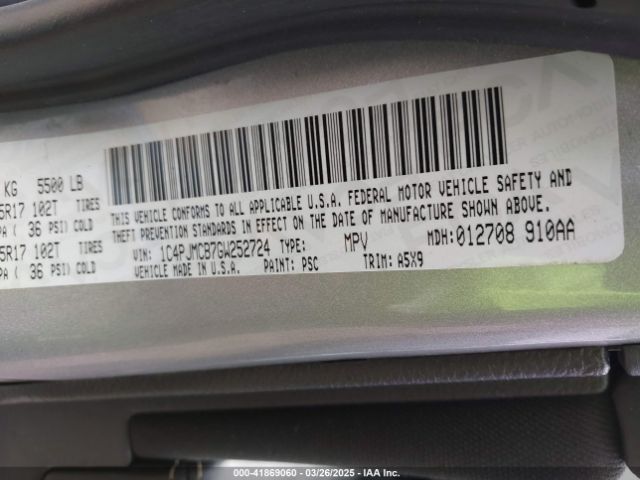 KG 5500 LB
5R17 102T TIRES
PA ( 36 PSI) COLD
5R17 102T TIRES
PA ( 36 PSI) COLD
THIS VEHICLE CONFORMS TO ALL APPLICABLE U.S.A. FEDERAL MOTOR VEHICLE SAFETY AND
THEFT PREVENTION STANDARDS IN EFFECT ON THE DATE OF MANUFACTURE SHOWN ABOVE.
VIN: 1C4PJMCB7GW252724 TYPE: MPV MDH: 012708 910AA
VEHICLE MADE IN U.S.A. PAINT: PSC TRIM: A5X9
000-41869060 | 03/26/2025 | IAA Inc.